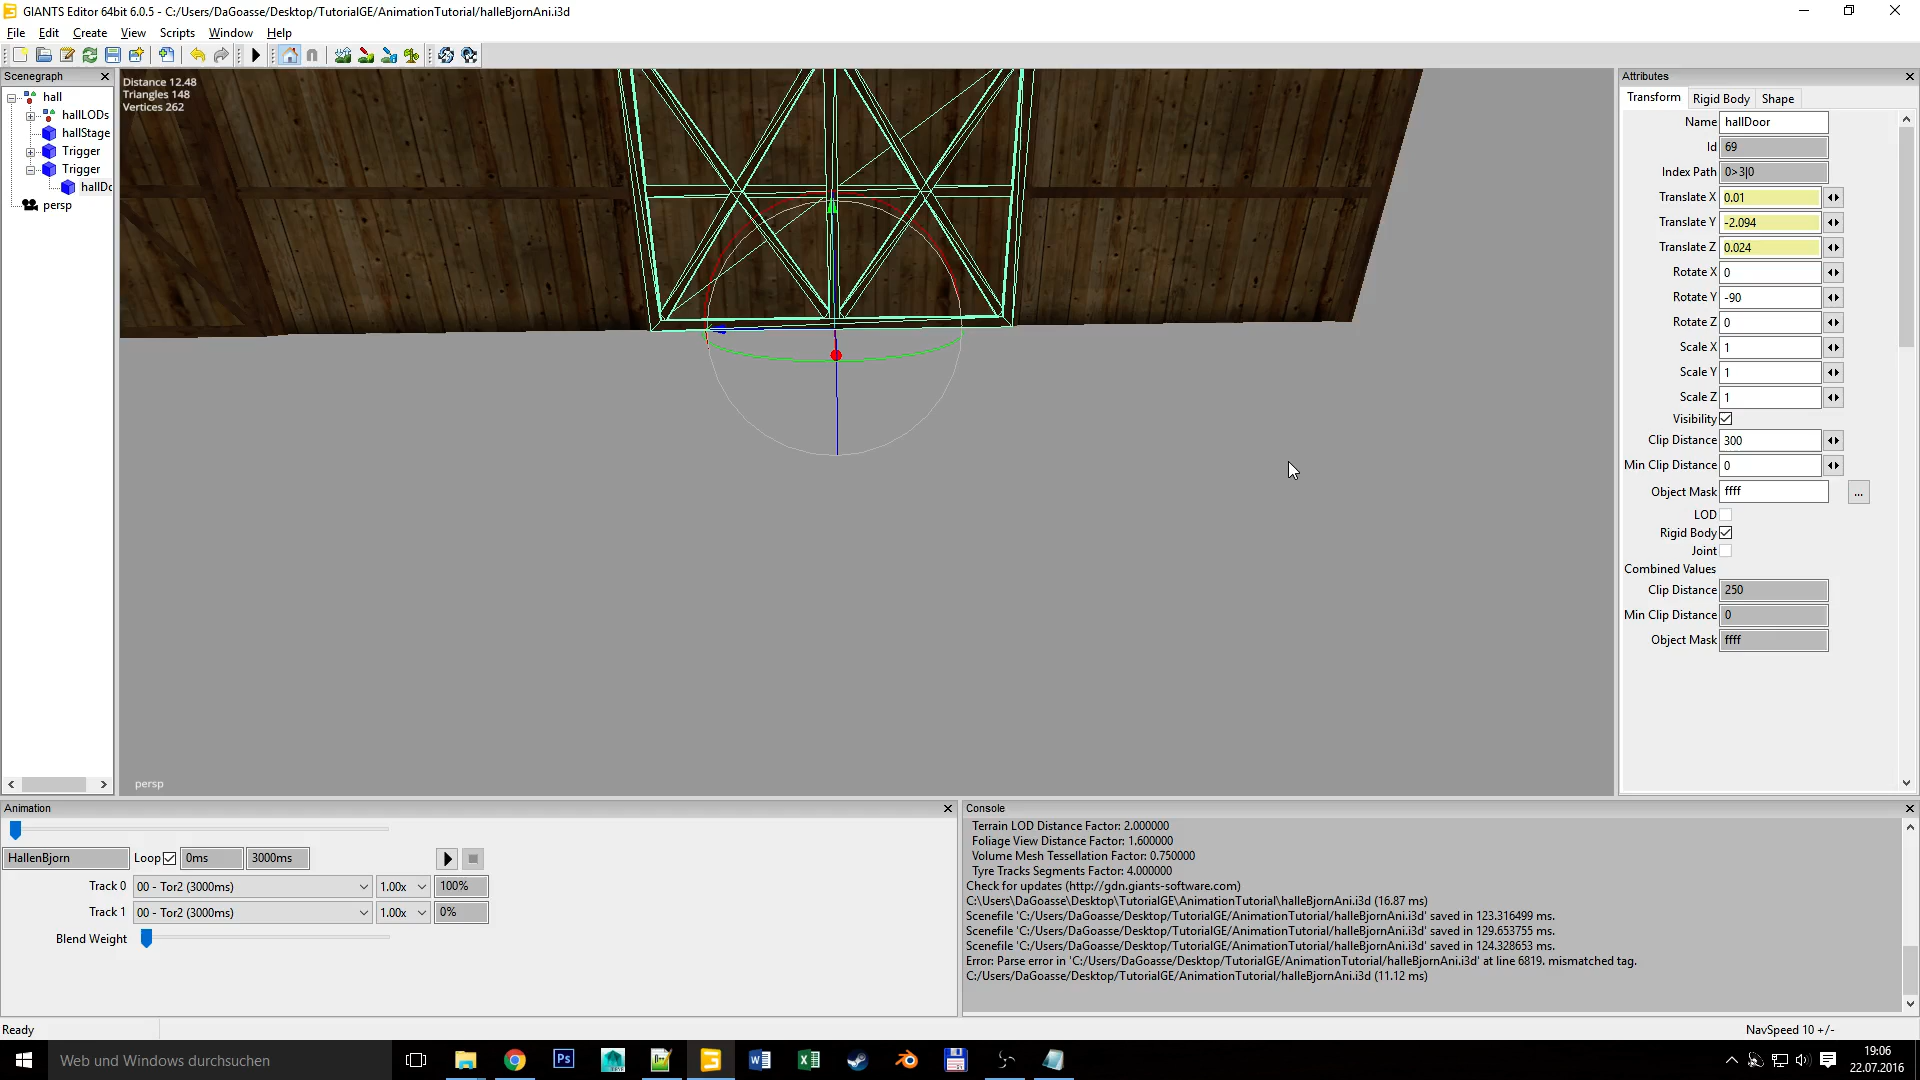 GIANTS Editor 64bit 6.0.5 - C:/Users/DaGoasse/Desktop/TutorialGE/AnimationTutorial/halleBjornAni.i3d
File Edit Create View Scripts Window Help
Scenegraph
hall
hallLODs
hallStage
Trigger
Trigger
hallDo
persp
Distance 12.48
Triangles 148
Vertices 262
persp
Attributes
Transform Rigid Body Shape
Name hallDoor
Id 69
Index Path 0>3|0
Translate X 0.01
Translate Y -2.094
Translate Z 0.024
Rotate X 0
Rotate Y -90
Rotate Z 0
Scale X 1
Scale Y 1
Scale Z 1
Visibility
Clip Distance 300
Min Clip Distance 0
Object Mask ffff ...
LOD
Rigid Body
Joint
Combined Values
Clip Distance 250
Min Clip Distance 0
Object Mask ffff
Animation
HallenBjorn Loop 0ms 3000ms
Track 0 00 - Tor2 (3000ms) 1.00x 100%
Track 1 00 - Tor2 (3000ms) 1.00x 0%
Blend Weight
Console
Terrain LOD Distance Factor: 2.000000
Foliage View Distance Factor: 1.600000
Volume Mesh Tessellation Factor: 0.750000
Tyre Tracks Segments Factor: 4.000000
Check for updates (http://gdn.giants-software.com)
C:\Users\DaGoasse\Desktop\TutorialGE\AnimationTutorial\halleBjornAni.i3d (16.87 ms)
Scenefile 'C:/Users/DaGoasse/Desktop/TutorialGE/AnimationTutorial/halleBjornAni.i3d' saved in 123.316499 ms.
Scenefile 'C:/Users/DaGoasse/Desktop/TutorialGE/AnimationTutorial/halleBjornAni.i3d' saved in 129.653755 ms.
Scenefile 'C:/Users/DaGoasse/Desktop/TutorialGE/AnimationTutorial/halleBjornAni.i3d' saved in 124.328653 ms.
Error: Parse error in 'C:/Users/DaGoasse/Desktop/TutorialGE/AnimationTutorial/halleBjornAni.i3d' at line 6819. mismatched tag.
C:/Users/DaGoasse/Desktop/TutorialGE/AnimationTutorial/halleBjornAni.i3d (11.12 ms)
Ready
NavSpeed 10 +/-
Web und Windows durchsuchen
Ps
19:06
22.07.2016